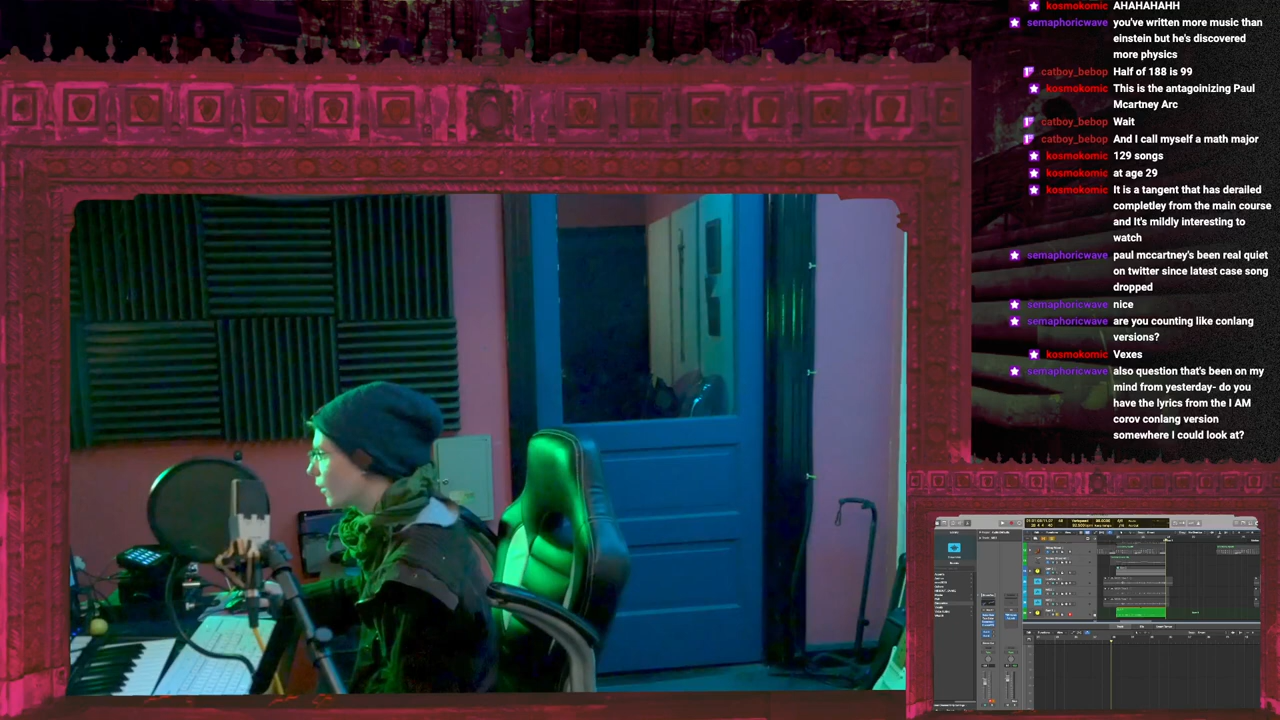 kosmokomic AHAHAHAHH
semaphoricwave you've written more music than
einstein but he's discovered
more physics
catboy_bebop Half of 188 is 99
kosmokomic This is the antagoinizing Paul
Mcartney Arc
catboy_bebop Wait
catboy_bebop And I call myself a math major
kosmokomic 129 songs
kosmokomic at age 29
kosmokomic It is a tangent that has derailed
completley from the main course
and It's mildly interesting to
watch
semaphoricwave paul mccartney's been real quiet
on twitter since latest case song
dropped
semaphoricwave nice
semaphoricwave are you counting like conlang
versions?
kosmokomic Vexes
semaphoricwave also question that's been on my
mind from yesterday- do you
have the lyrics from the I AM
corov conlang version
somewhere I could look at?